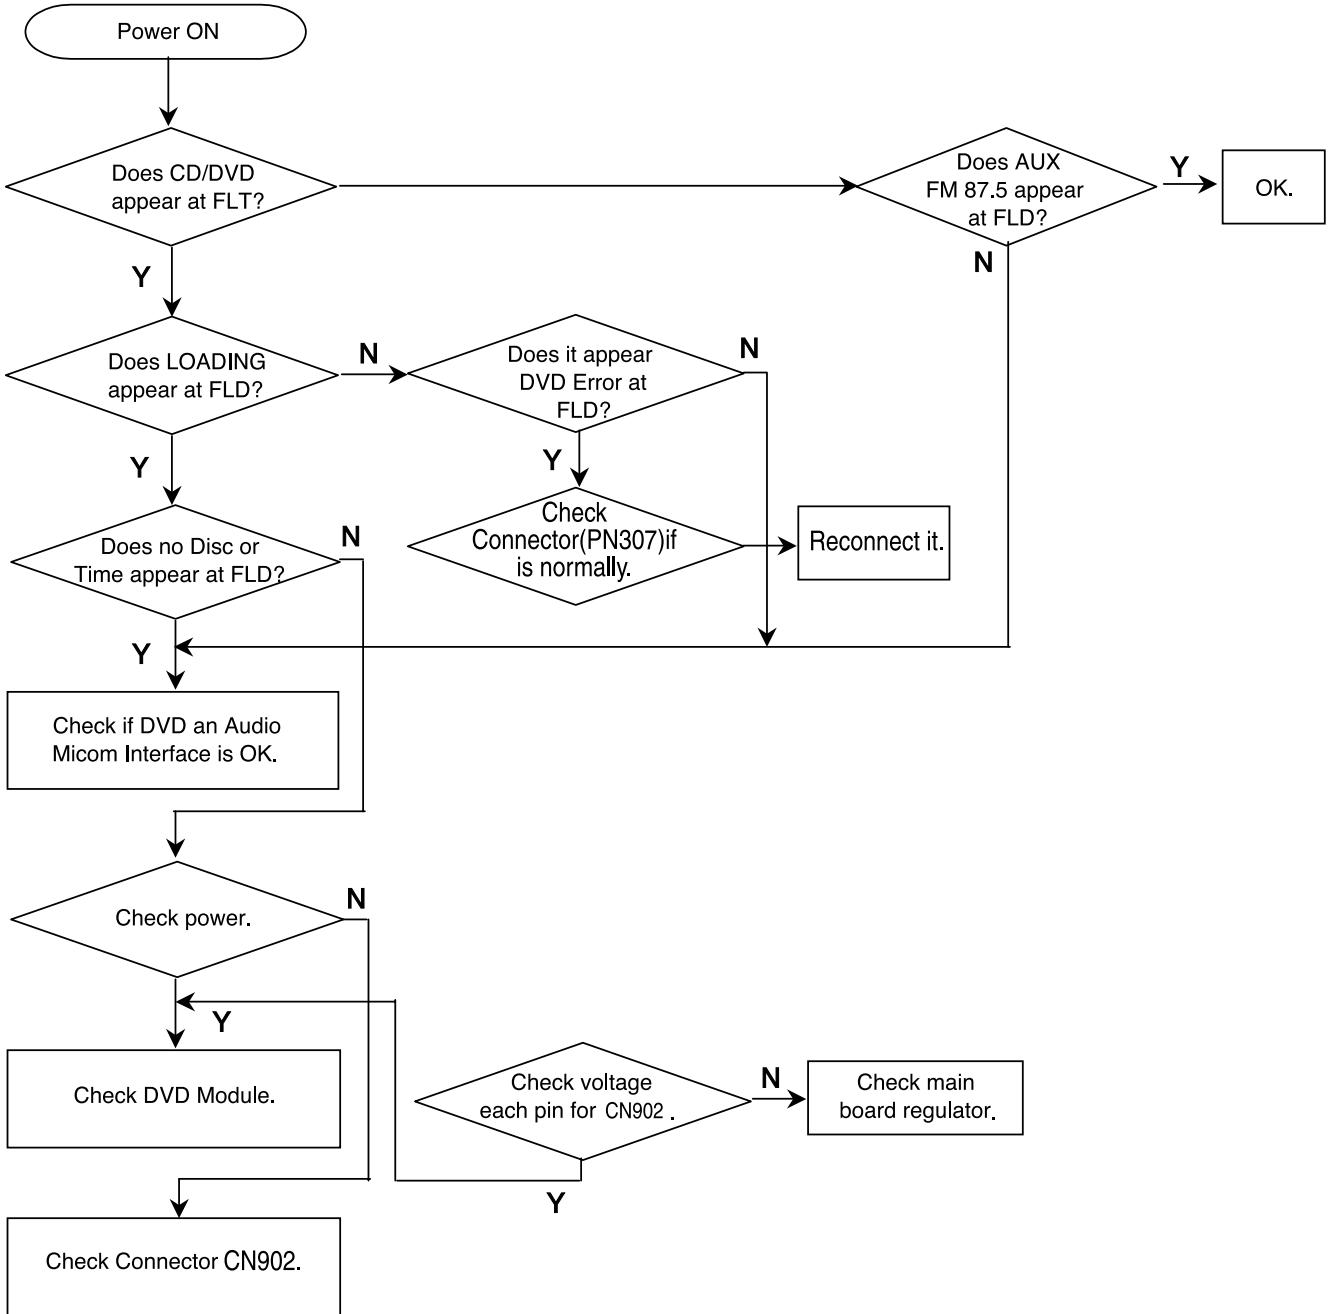 Power ON
Does CD/DVD
appear at FLT?
Does AUX
FM 87.5 appear
at FLD?
Y
OK.
N
Y
Does LOADING
appear at FLD?
N
Does it appear
DVD Error at
FLD?
N
Y
Y
Check
Connector(PN307)if
is normally.
Reconnect it.
Does no Disc or
Time appear at FLD?
N
Y
Check if DVD an Audio
Micom Interface is OK.
Check power.
N
Y
Check DVD Module.
Check voltage
each pin for CN902 .
N
Check main
board regulator.
Y
Check Connector CN902.